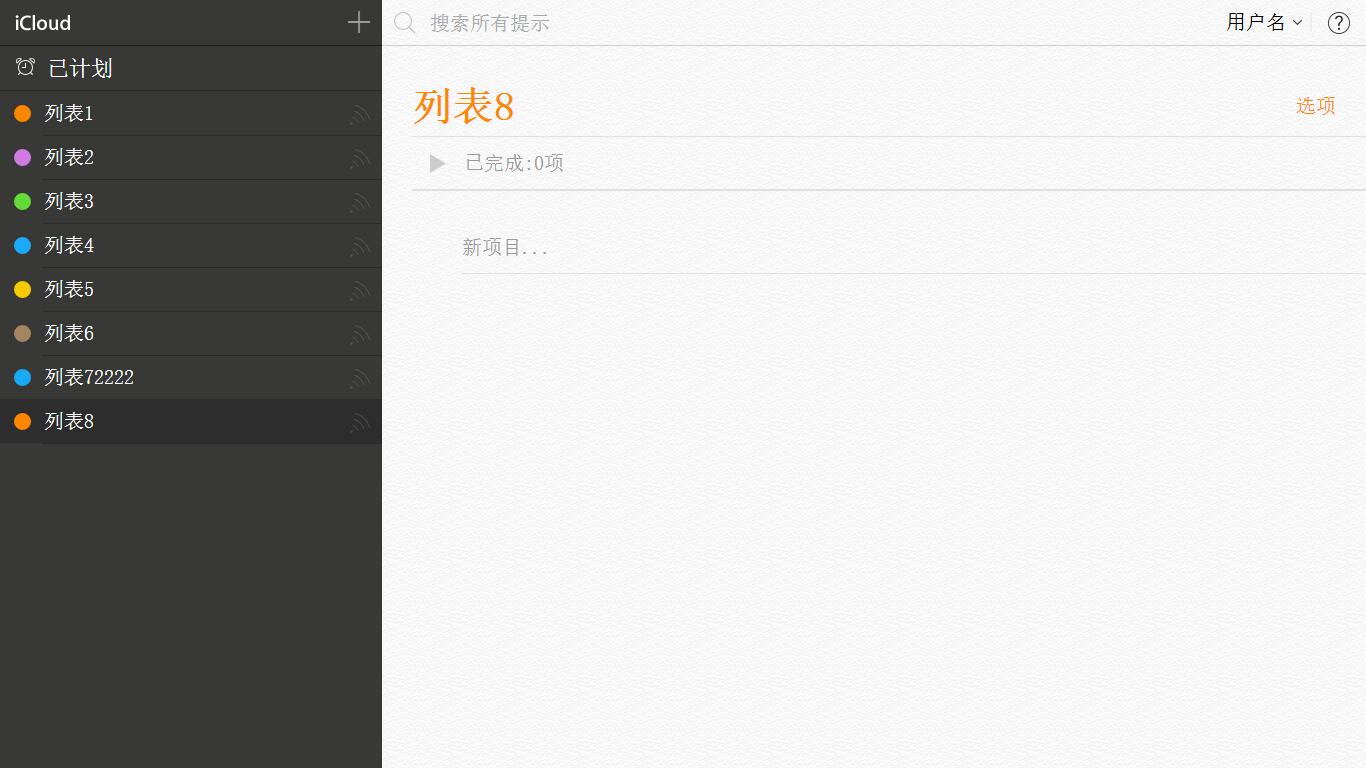 iCloud
已计划
列表1
列表2
列表3
列表4
列表5
列表6
列表72222
列表8
搜索所有提示
用户名
?
列表8
选项
已完成:0项
新项目...